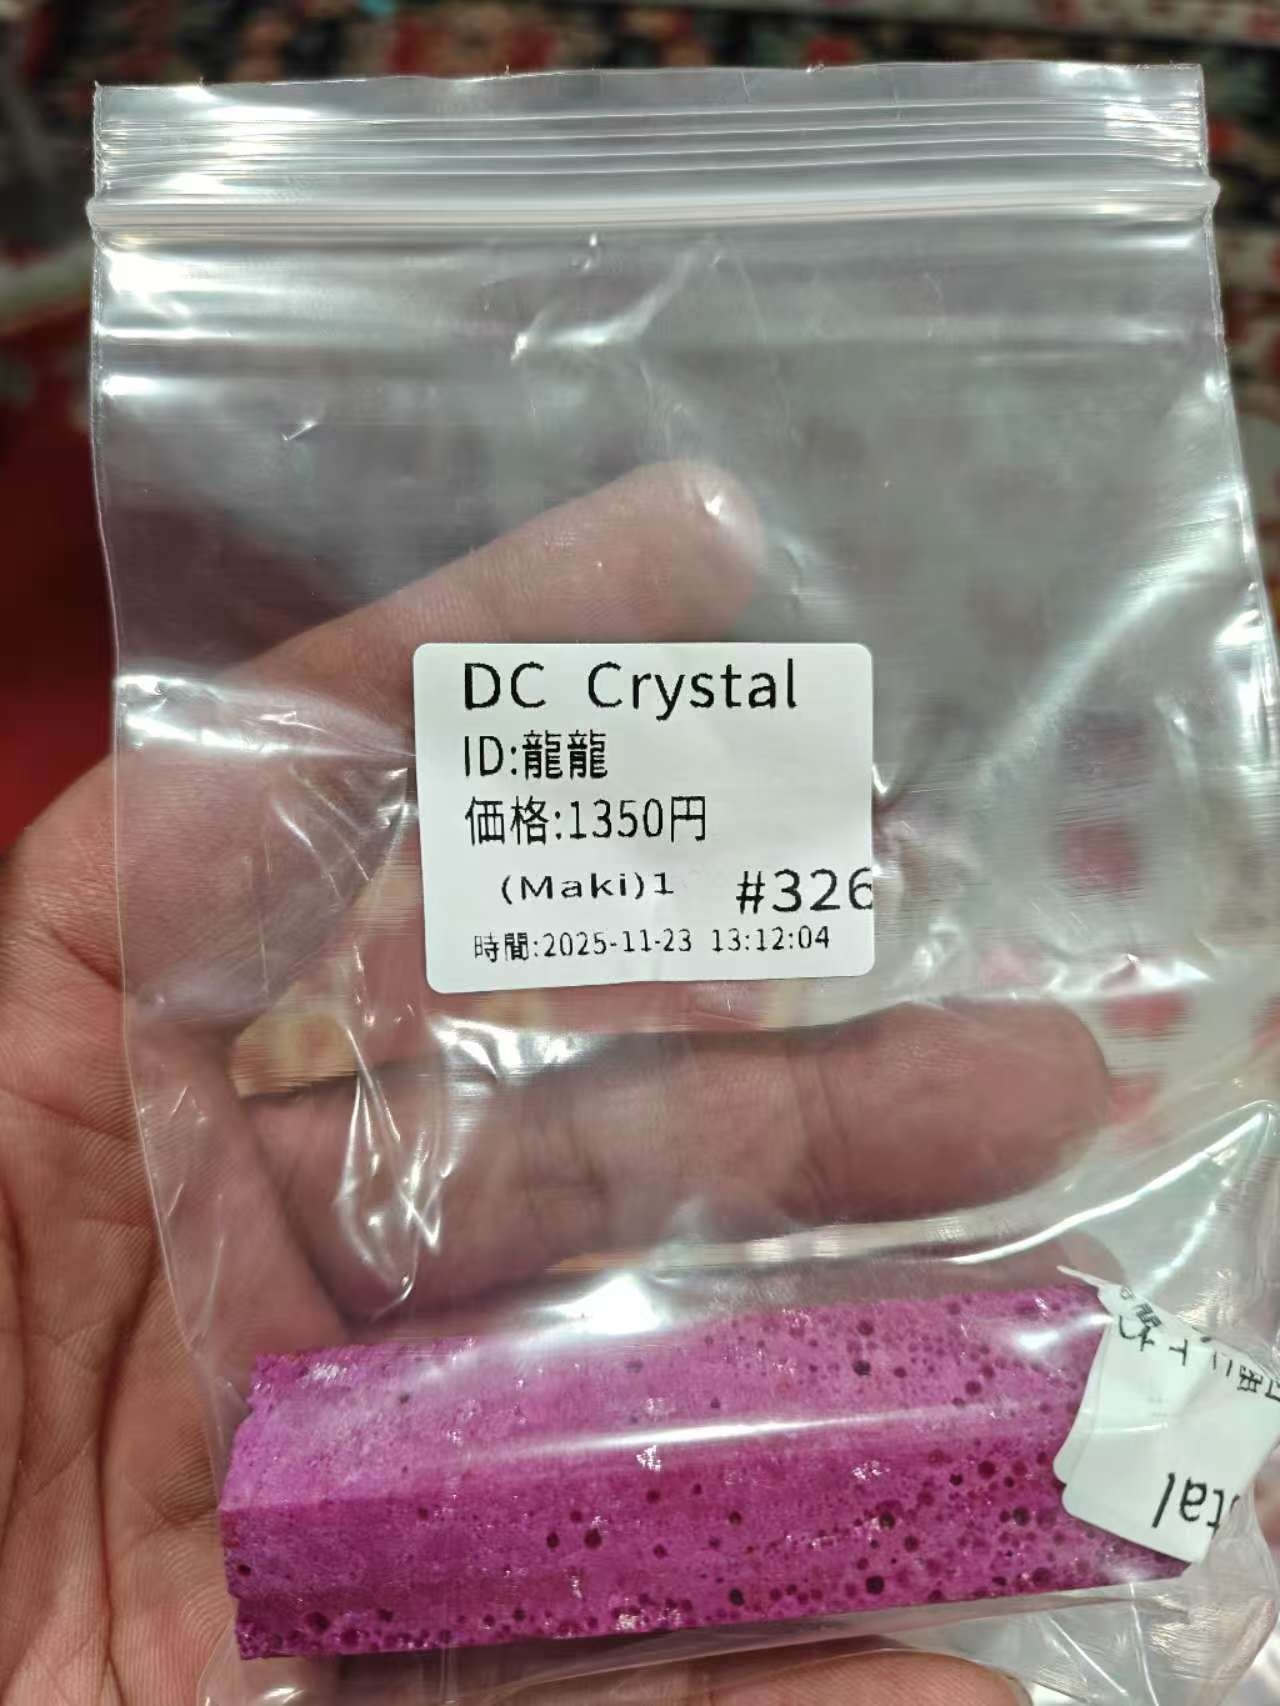 DC Crystal
ID:龍龍
価格:1350円
(Maki)1 #326
時間:2025-11-23 13:12:04
tal